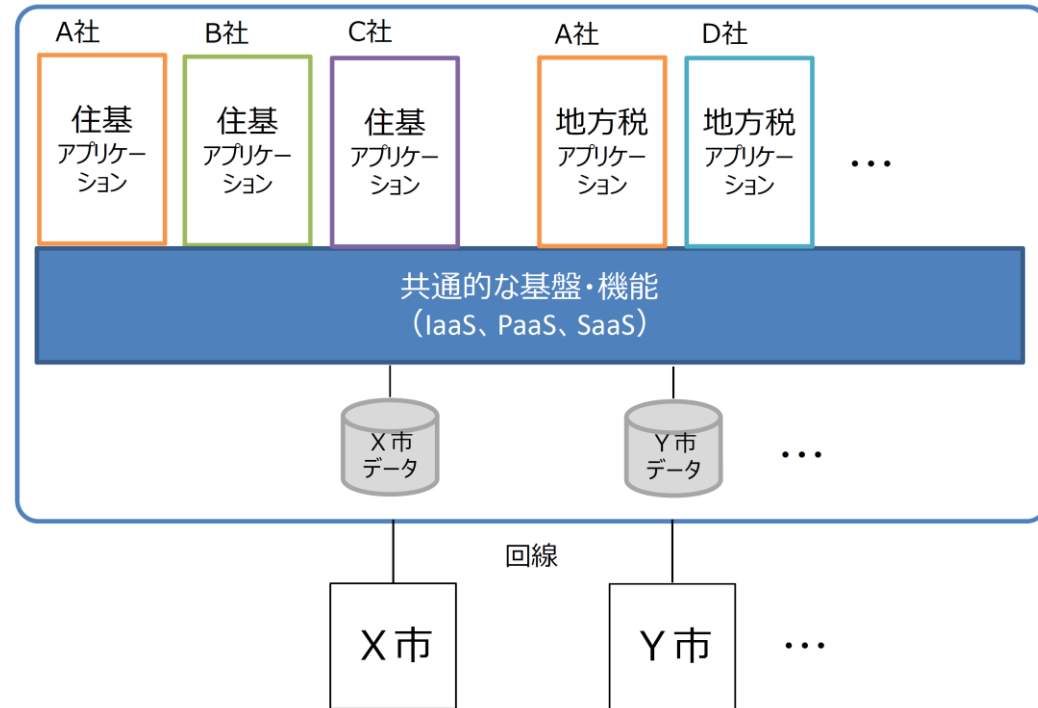 A社
B社
C社
A社
D社
住基
アプリケー
ション
住基
アプリケー
ション
住基
アプリケー
ション
地方税
アプリケー
ション
地方税
アプリケー
ション
…
共通的な基盤・機能
（IaaS、PaaS、SaaS）
X市
データ
Y市
データ
…
回線
X市
Y市
…